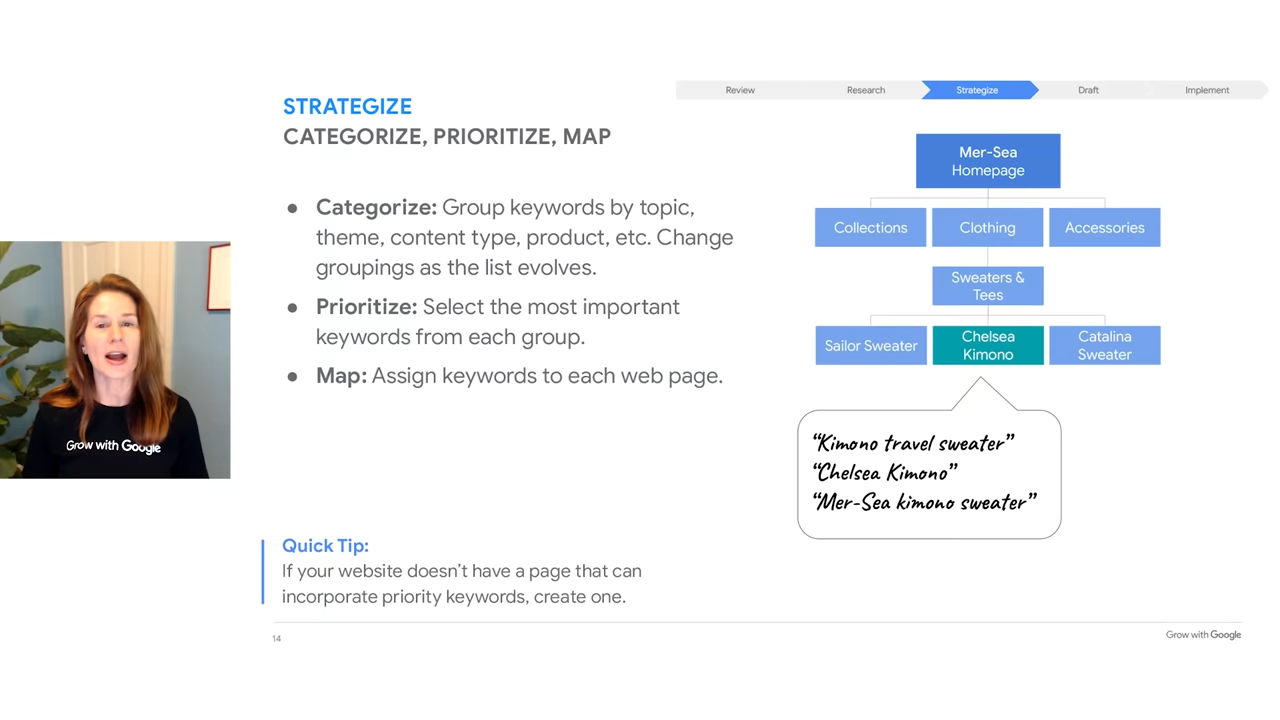 Review
Research
Strategize
Draft
Implement
STRATEGIZE
CATEGORIZE, PRIORITIZE, MAP
● Categorize: Group keywords by topic,
theme, content type, product, etc. Change
groupings as the list evolves.
● Prioritize: Select the most important
keywords from each group.
● Map: Assign keywords to each web page.
Mer-Sea
Homepage
Collections
Clothing
Accessories
Sweaters &
Tees
Sailor Sweater
Chelsea
Kimono
Catalina
Sweater
“Kimono travel sweater”
“Chelsea Kimono”
“Mer-Sea kimono sweater”
Grow with Google
Quick Tip:
If your website doesn’t have a page that can
incorporate priority keywords, create one.
14
Grow with Google